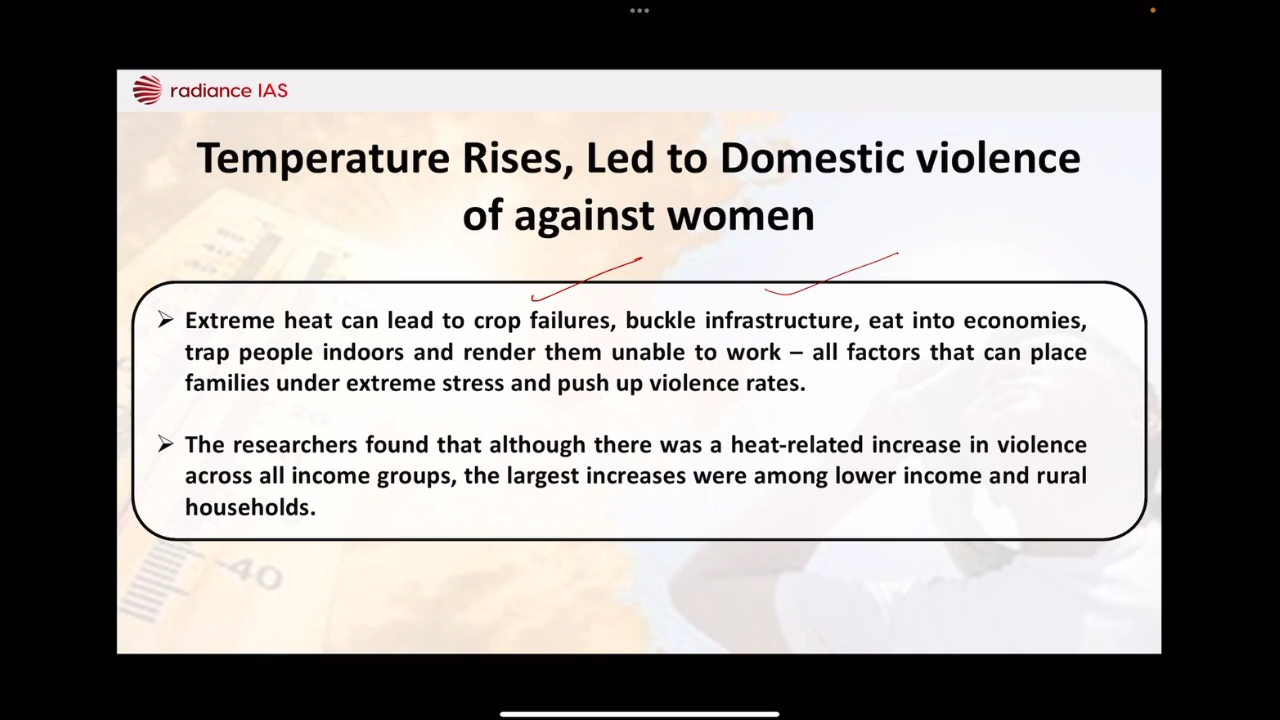 radiance IAS
Temperature Rises, Led to Domestic violence
of against women
➢ Extreme heat can lead to crop failures, buckle infrastructure, eat into economies,
trap people indoors and render them unable to work – all factors that can place
families under extreme stress and push up violence rates.
➢ The researchers found that although there was a heat-related increase in violence
across all income groups, the largest increases were among lower income and rural
households.
-40